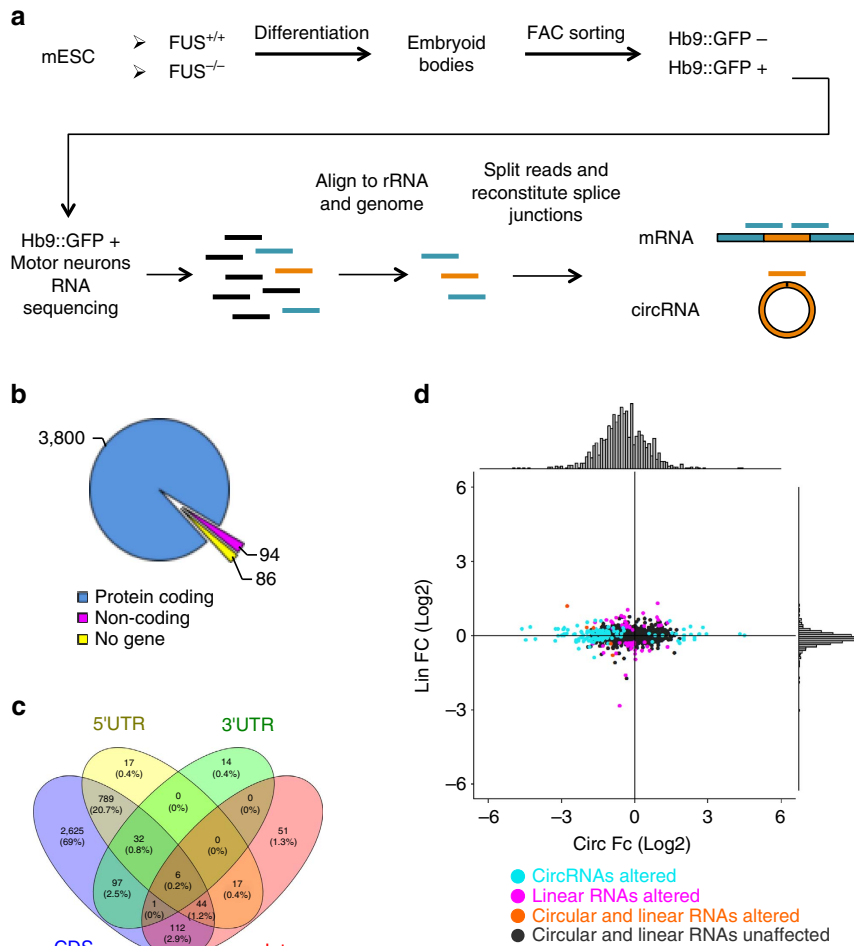 a
mESC
➢ FUS+/+
➢ FUS−/−
Differentiation
Embryoid
bodies
FAC sorting
Hb9::GFP −
Hb9::GFP +
Hb9::GFP +
Motor neurons
RNA
sequencing
Align to rRNA
and genome
Split reads and
reconstitute splice
junctions
mRNA
circRNA
b
3,800
94
86
Protein coding
Non-coding
No gene
c
5'UTR
3'UTR
17
(0.4%)
14
(0.4%)
789
(20.7%)
0
(0%)
0
(0%)
2,625
(69%)
32
(0.8%)
0
(0%)
51
(1.3%)
97
(2.5%)
6
(0.2%)
17
(0.4%)
1
(0%)
44
(1.2%)
112
(2.9%)
d
6
3
0
−3
−6
Lin FC (Log2)
−6
−3
0
3
6
Circ Fc (Log2)
CircRNAs altered
Linear RNAs altered
Circular and linear RNAs altered
Circular and linear RNAs unaffected